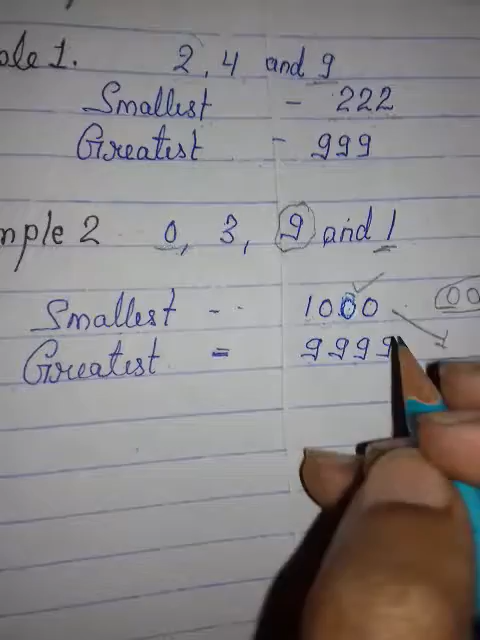 ple 1. 2, 4 and 9
Smallest - 222
Greatest - 999
mple 2 0, 3, 9 and 1
Smallest -- 1000 00
Greatest = 9999